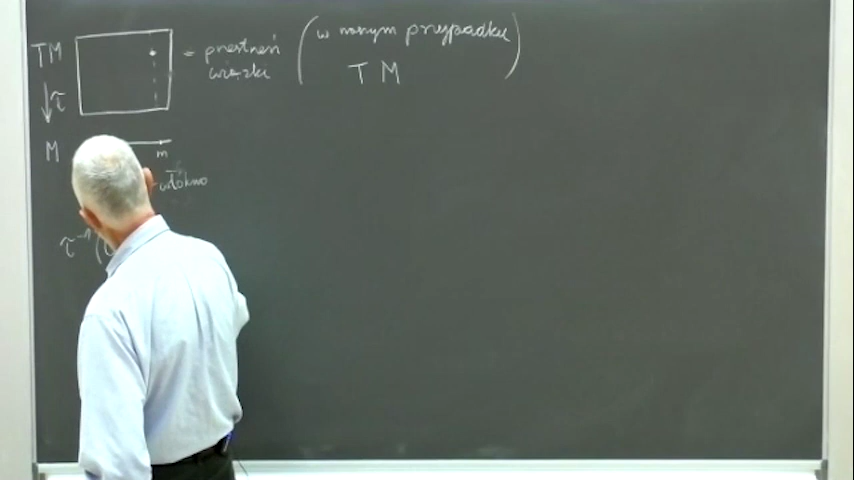 TM
↓τ
M
= przestrzeń
wiązki
(w naszym przypadku
TM)
m
włókno
τ⁻¹(